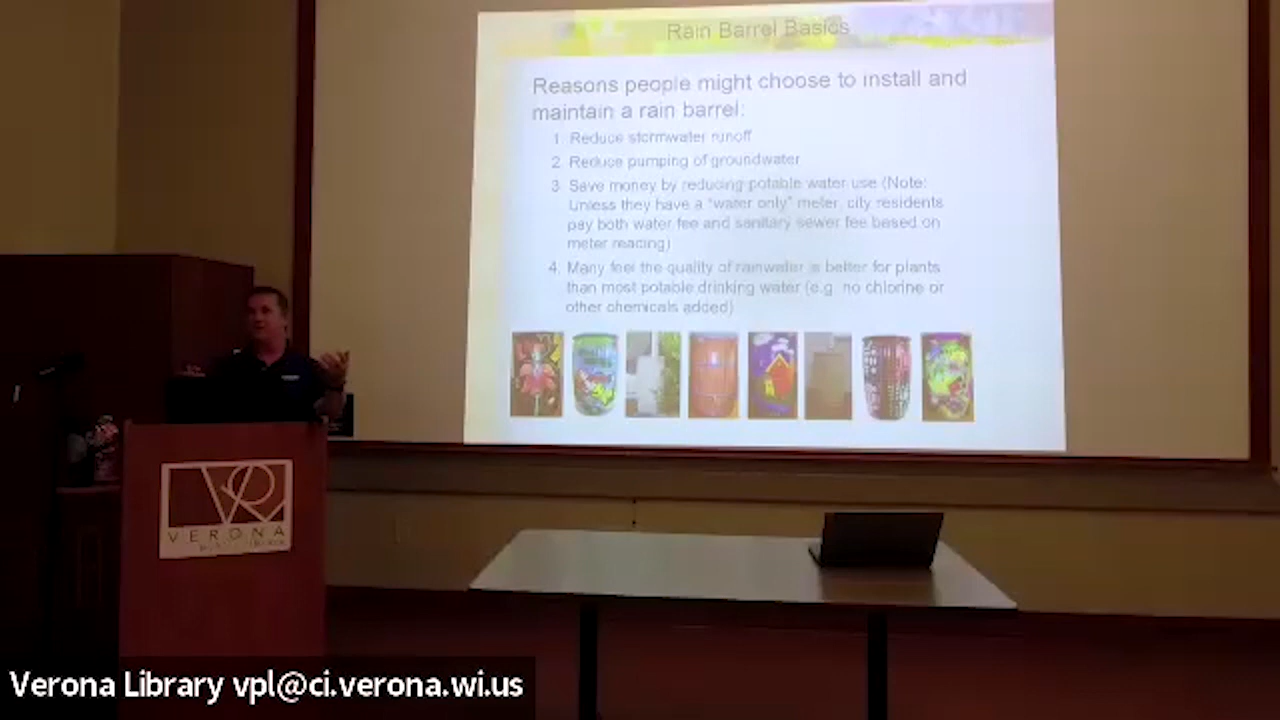 Rain Barrel Basics
Reasons people might choose to install and
maintain a rain barrel:
1. Reduce stormwater runoff
2. Reduce pumping of groundwater
3. Save money by reducing potable water use (Note:
Unless they have a "water only" meter, city residents
pay both water fee and sanitary sewer fee based on
meter reading)
4. Many feel the quality of rainwater is better for plants
than most potable drinking water (e.g. no chlorine or
other chemicals added)
VERONA
Verona Library vpl@ci.verona.wi.us